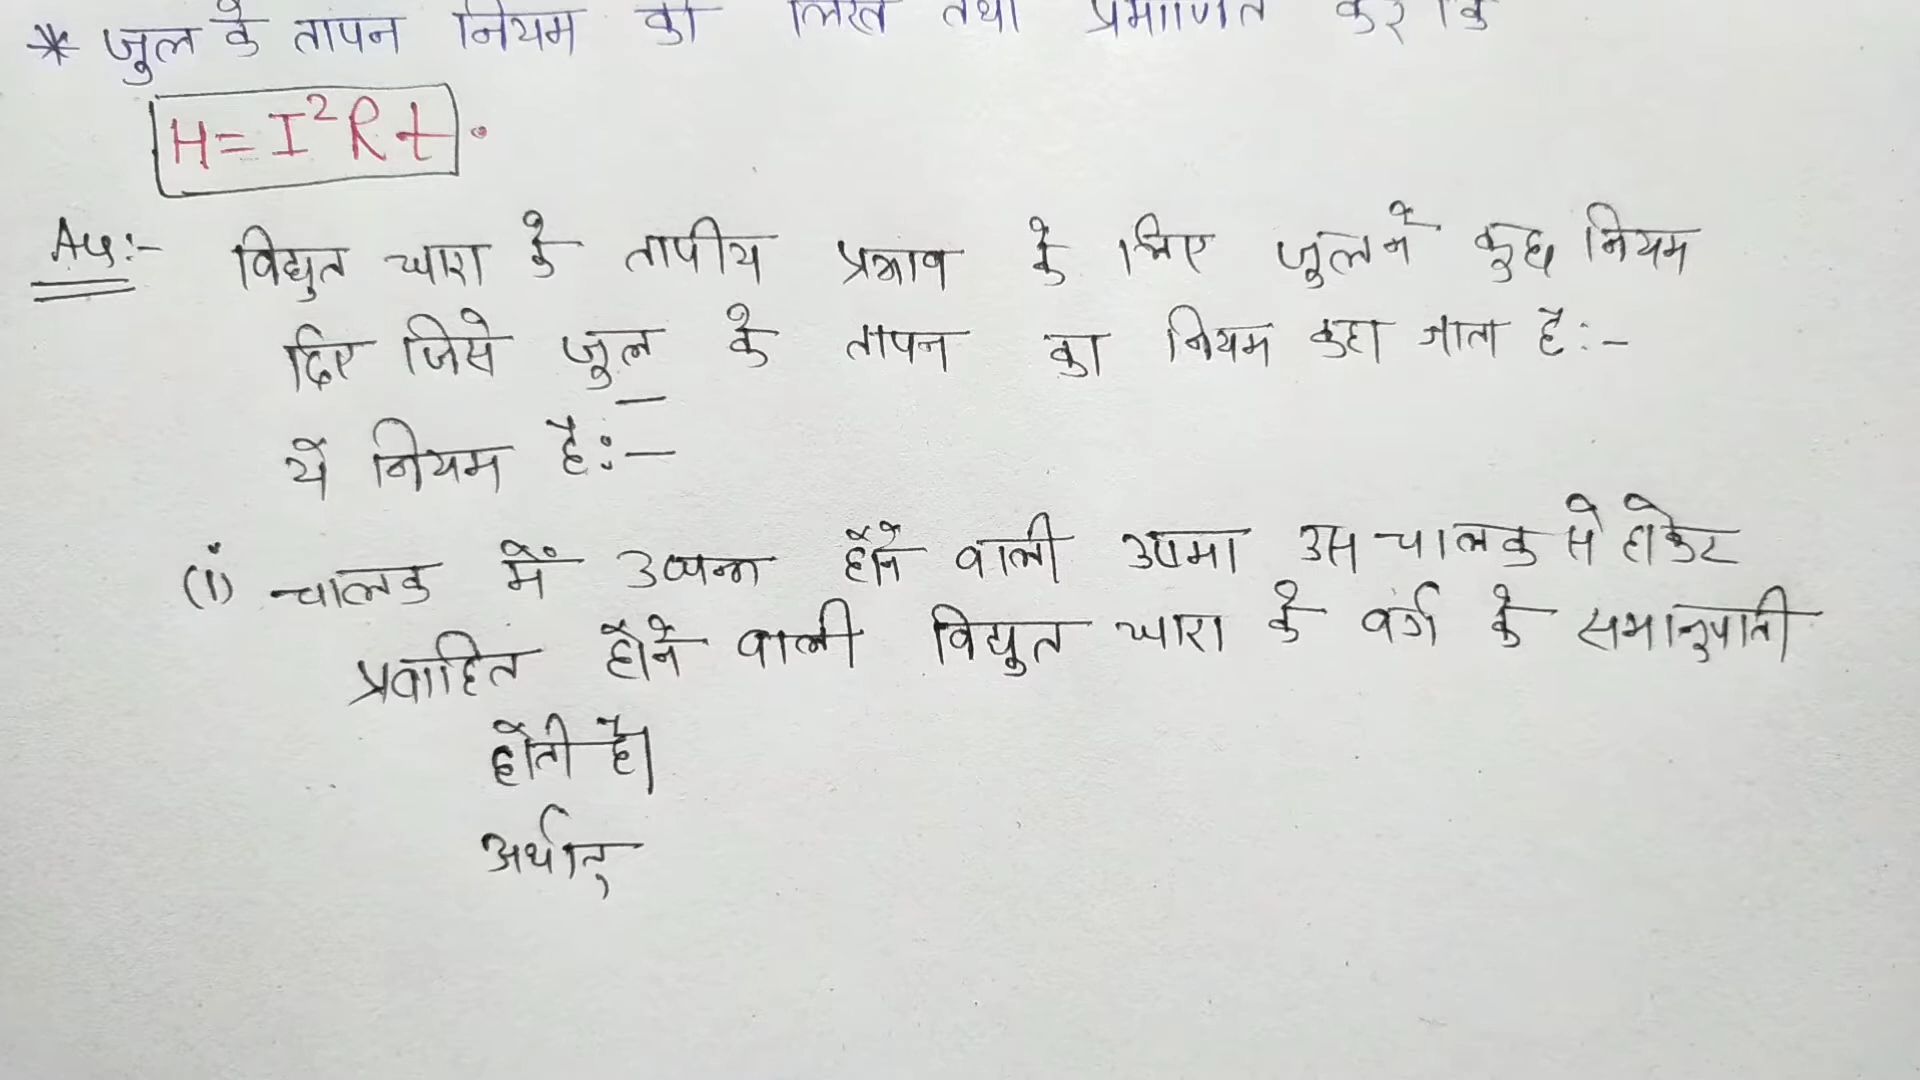 * जुल के तापन नियम को लिखें तथा प्रमाणित करें कि
H = I²Rt.
Ans:-
विद्युत धारा के तापीय प्रभाव के लिए जुल ने कुछ नियम
दिए जिसे जुल के तापन का नियम कहा जाता है:-
ये नियम है:-
(i) चालक में उत्पन्न होने वाली उष्मा उस चालक से होकर
प्रवाहित होने वाली विद्युत धारा के वर्ग के समानुपाती
होती है।
अर्थात्